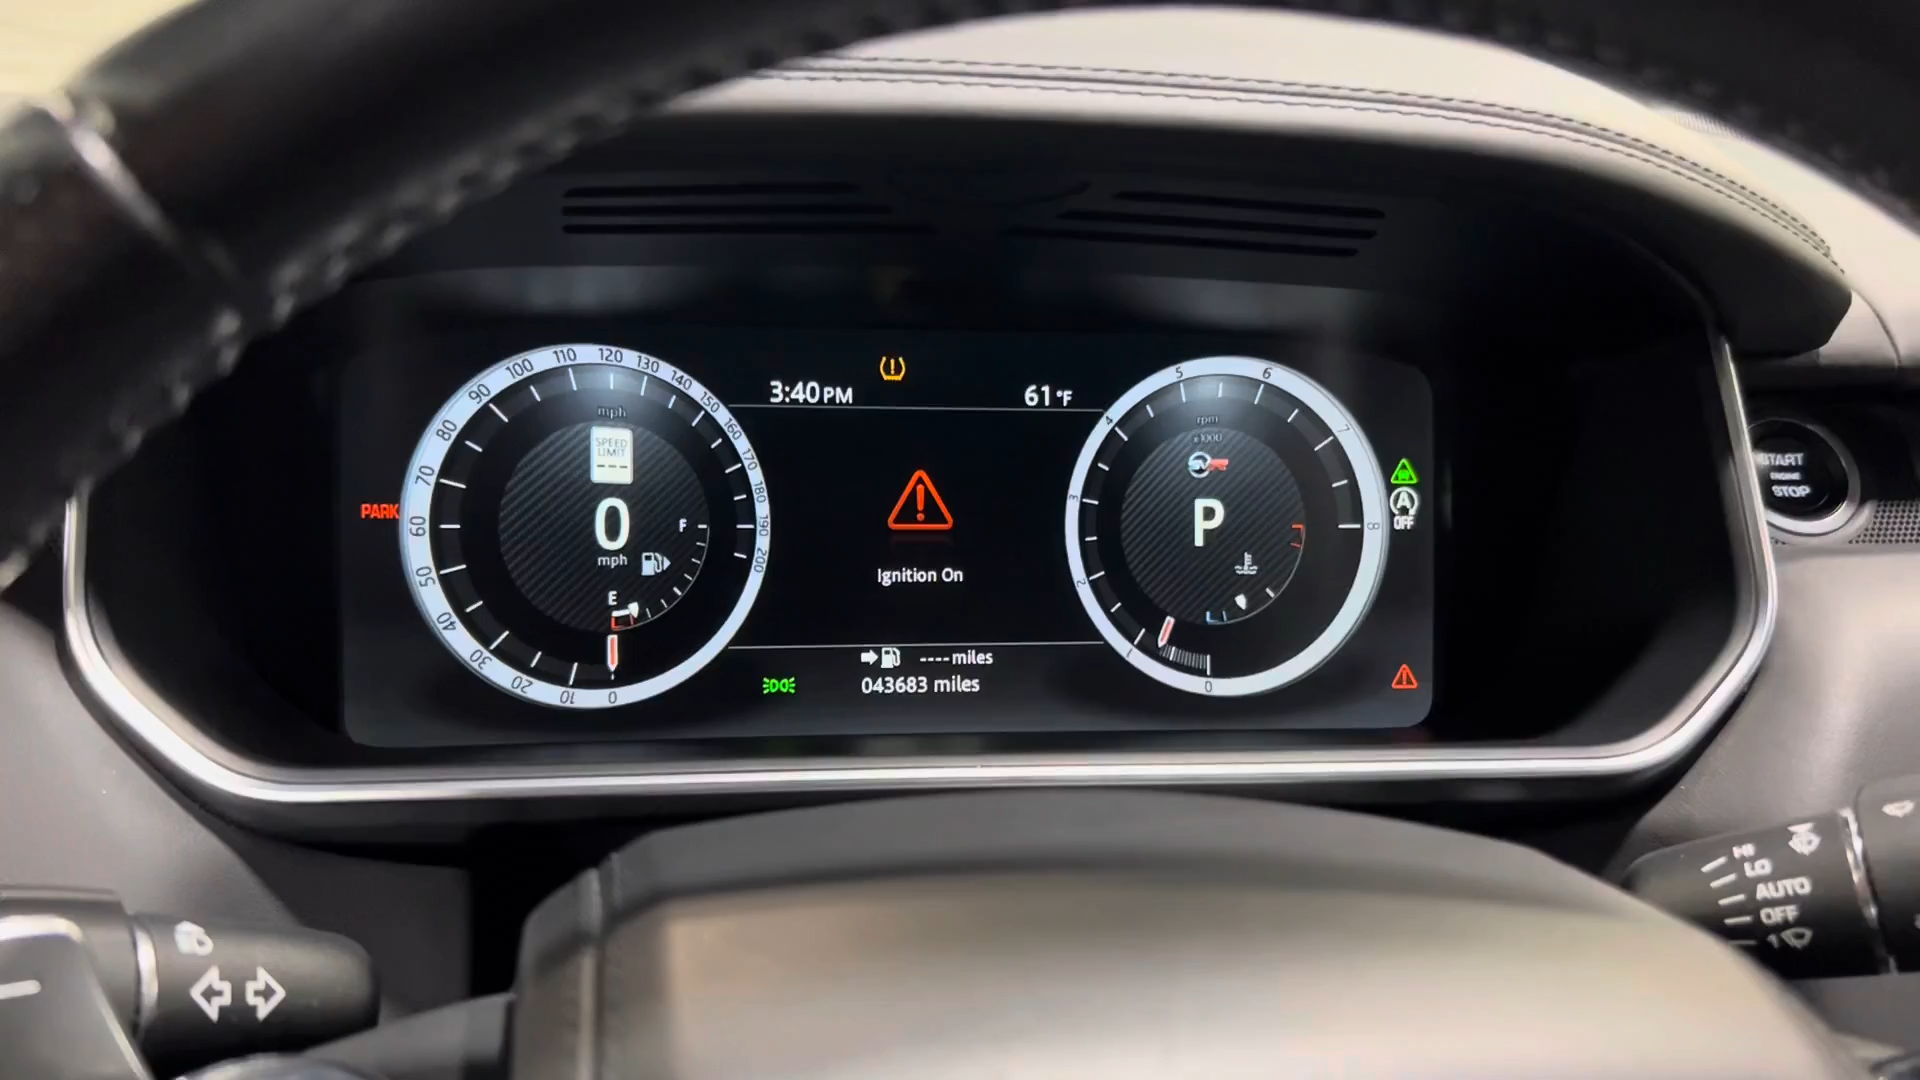 3:40 PM
61 °F
0 10 20 30 40 50 60 70 80 90 100 110 120 130 140 150 160 170 180 190 200
mph
SPEED
LIMIT
---
0
mph
F
E
PARK
Ignition On
---- miles
043683 miles
0 1 2 3 4 5 6 7 8
rpm
x1000
SVR
P
A
OFF
START
ENGINE
STOP
HI
LO
AUTO
OFF
1